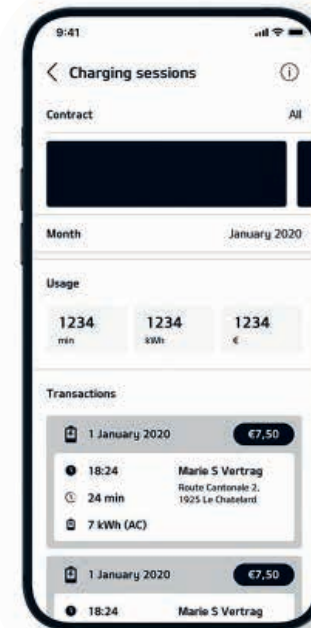 9:41
Charging sessions
Contract All
Month January 2020
Usage
1234 1234 1234
min kWh €
Transactions
1 January 2020 €7,50
18:24 Marie S Vertrag
Route Cantonale 2,
24 min 1925 Le Chatelard
7 kWh (AC)
1 January 2020 €7,50
18:24 Marie S Vertrag